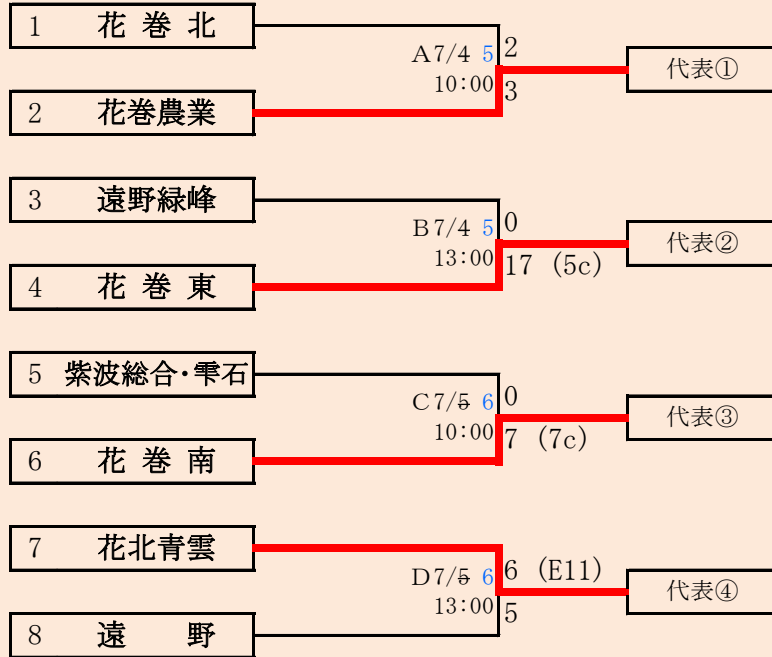 1 花巻北
A7/4 5 2
代表①
10:00 3
2 花巻農業
3 遠野緑峰
B7/4 5 0
代表②
13:00 17 (5c)
4 花巻東
5 紫波総合・雫石
C7/5 6 0
代表③
10:00 7 (7c)
6 花巻南
7 花北青雲
D7/5 6 6 (E11)
代表④
13:00 5
8 遠野